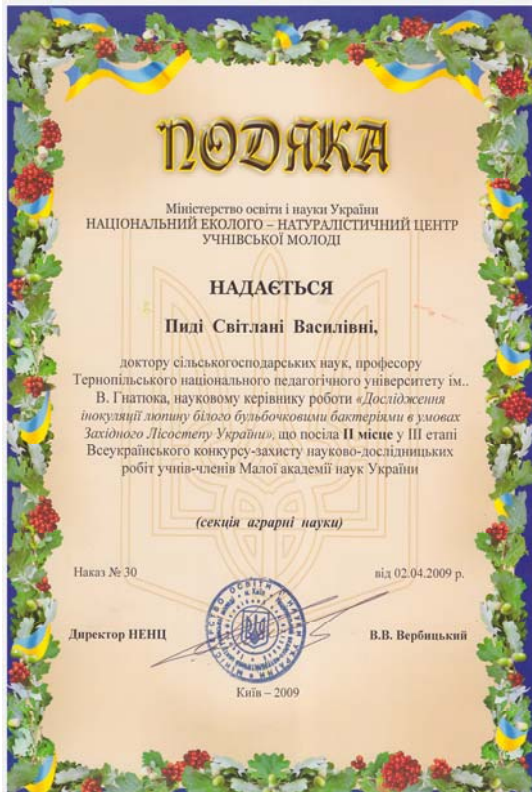 ПОДЯКА
Міністерство освіти і науки України
НАЦІОНАЛЬНИЙ ЕКОЛОГО – НАТУРАЛІСТИЧНИЙ ЦЕНТР
УЧНІВСЬКОЇ МОЛОДІ
НАДАЄТЬСЯ
Пиді Світлані Василівні,
доктору сільськогосподарських наук, професору
Тернопільського національного педагогічного університету ім..
В. Гнатюка, науковому керівнику роботи «Дослідження
інокуляції люпину білого бульбочковими бактеріями в умовах
Західного Лісостепу України», що посіла ІІ місце у ІІІ етапі
Всеукраїнського конкурсу-захисту науково-дослідницьких
робіт учнів-членів Малої академії наук України
(секція аграрні науки)
Наказ № 30 від 02.04.2009 р.
Директор НЕНЦ В.В. Вербицький
Київ – 2009